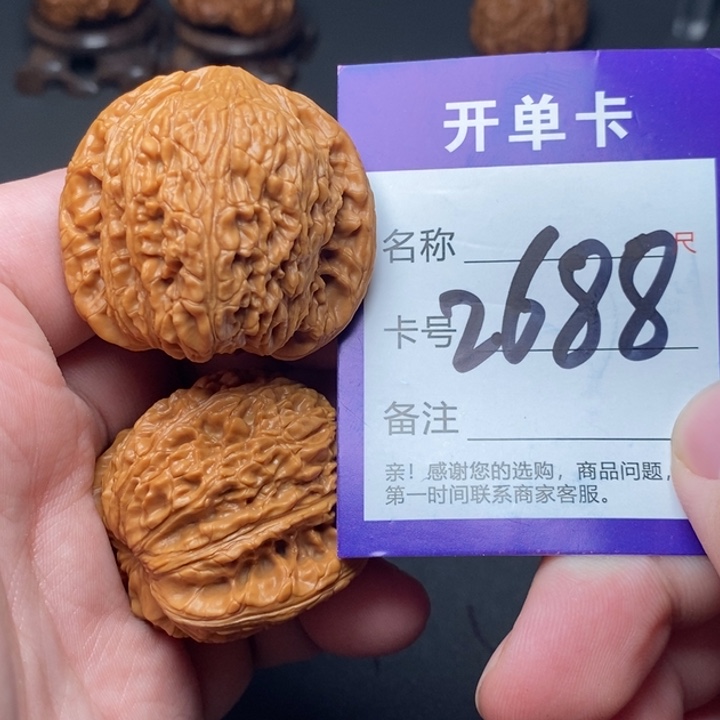 开单卡
名称 尺
卡号 2688
备注
亲！感谢您的选购，商品问题，
第一时间联系商家客服。